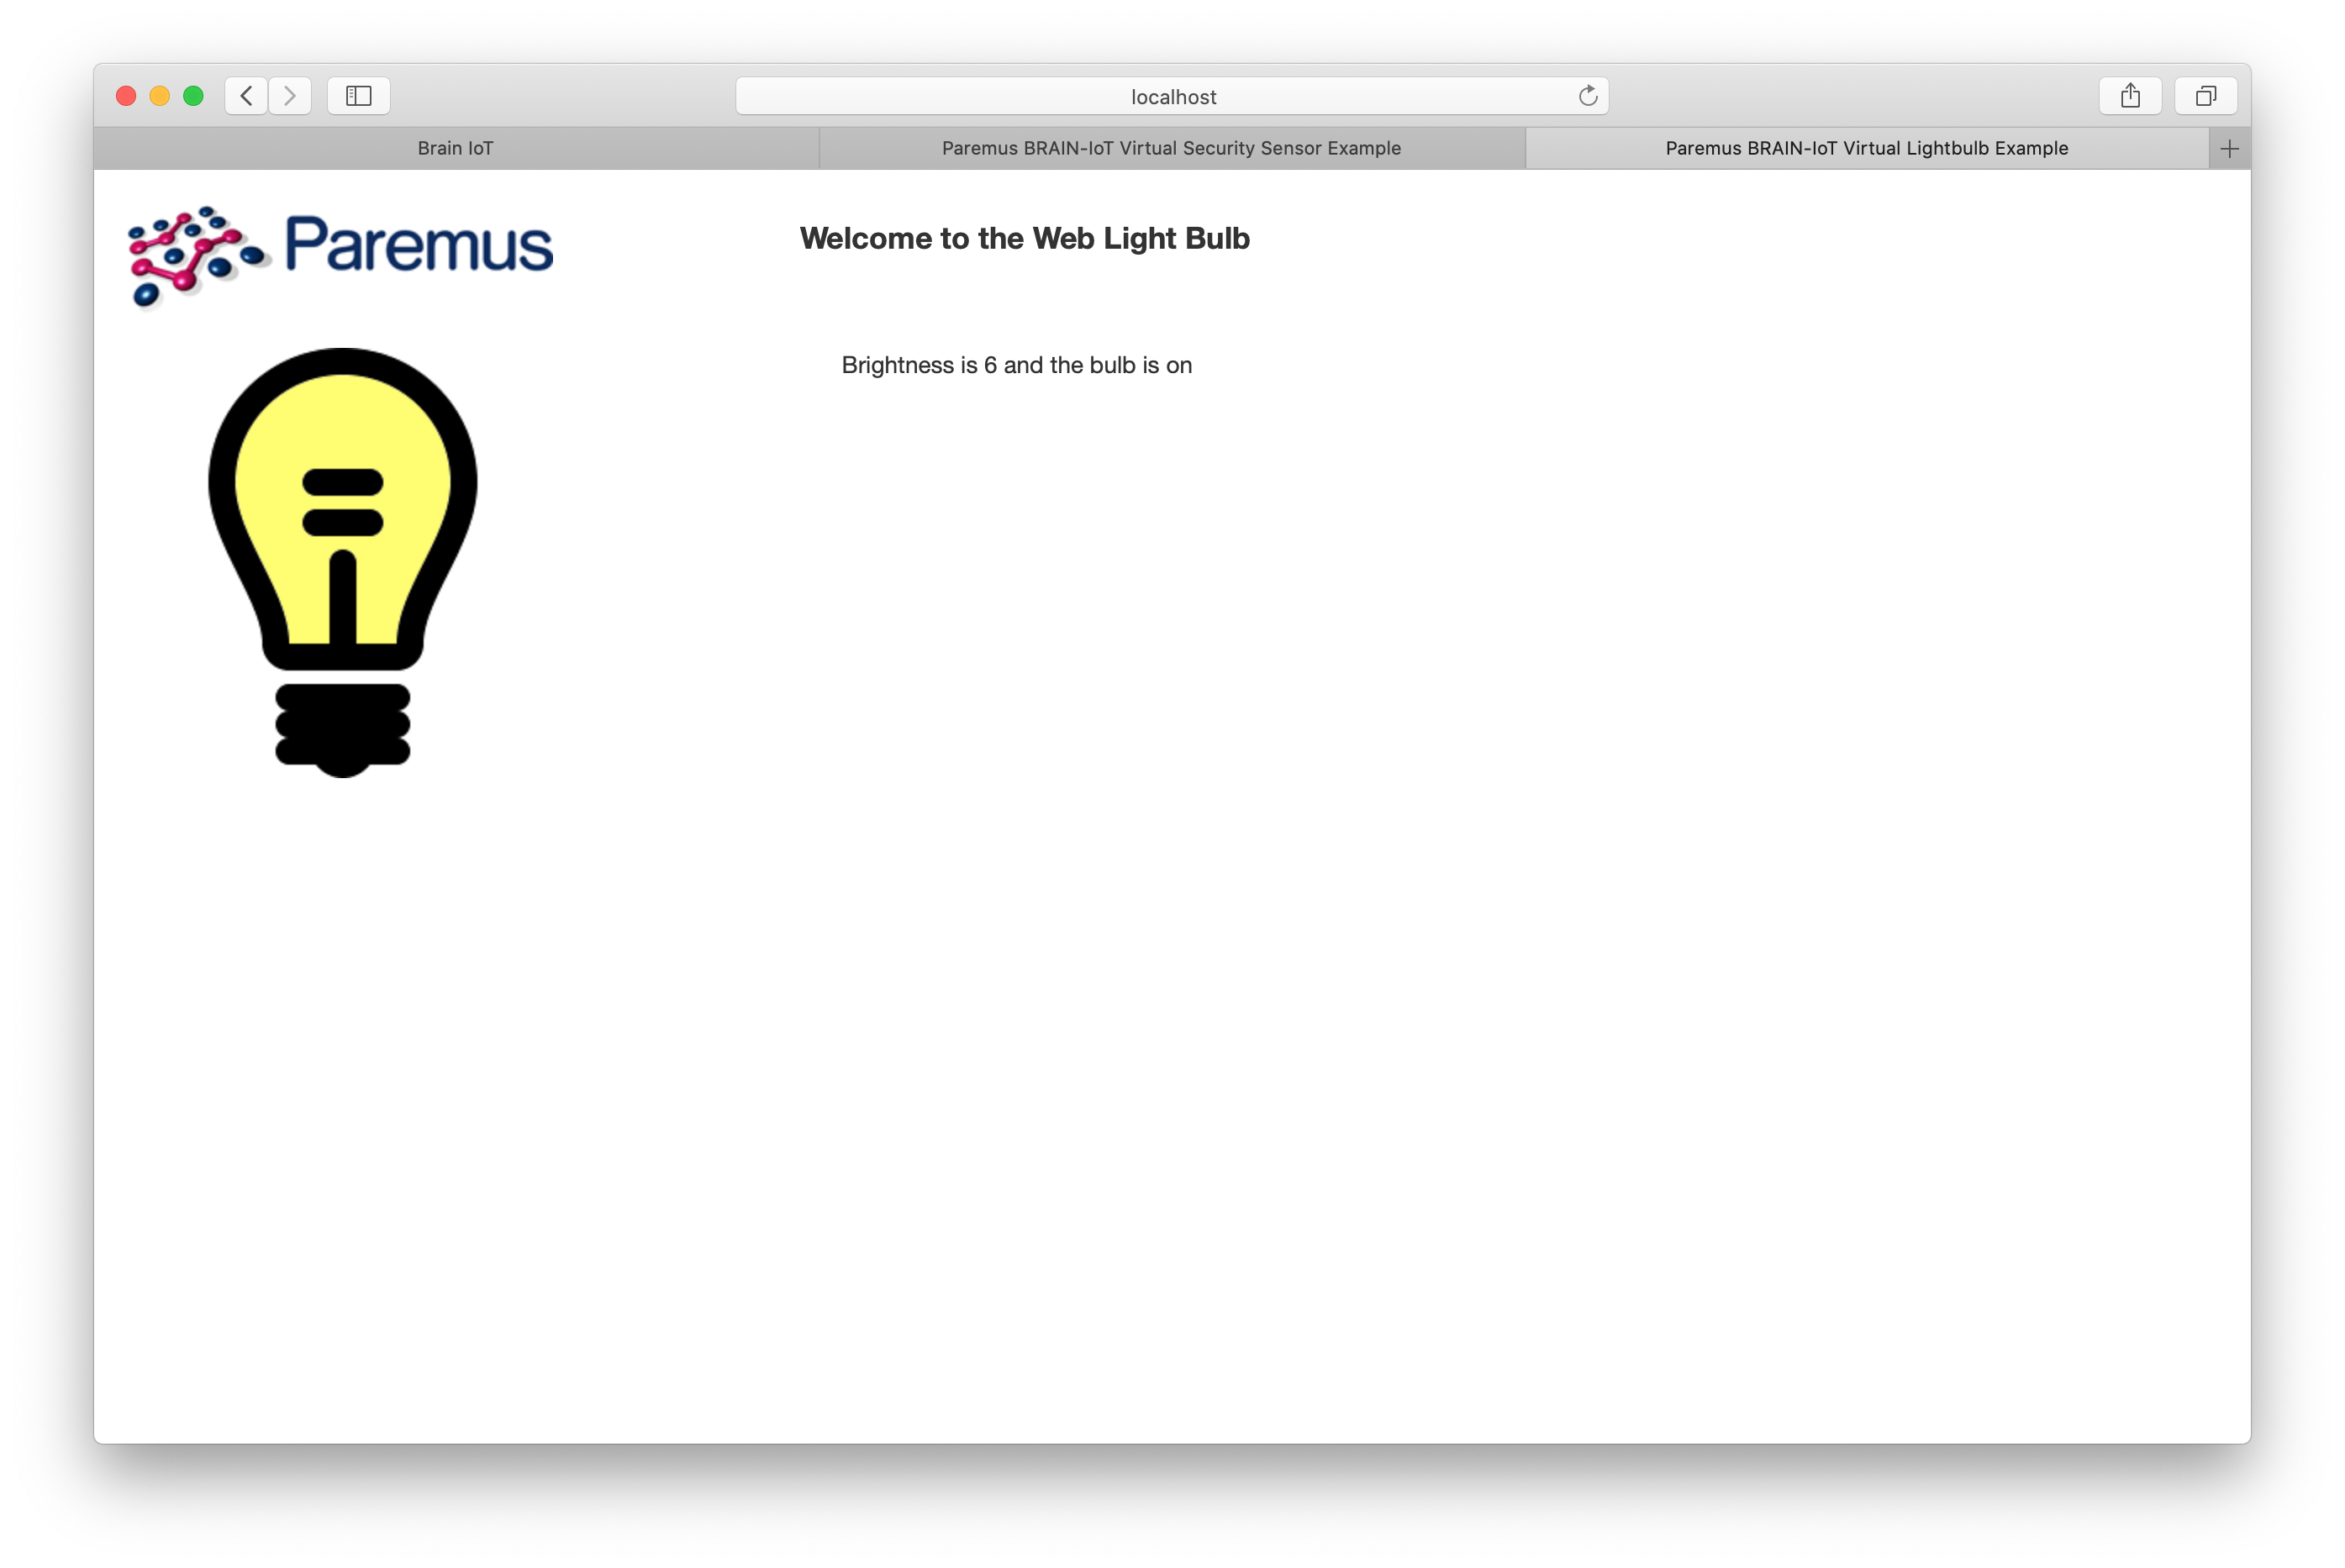 localhost
Brain IoT
Paremus BRAIN-IoT Virtual Security Sensor Example
Paremus BRAIN-IoT Virtual Lightbulb Example
Paremus
Welcome to the Web Light Bulb
Brightness is 6 and the bulb is on